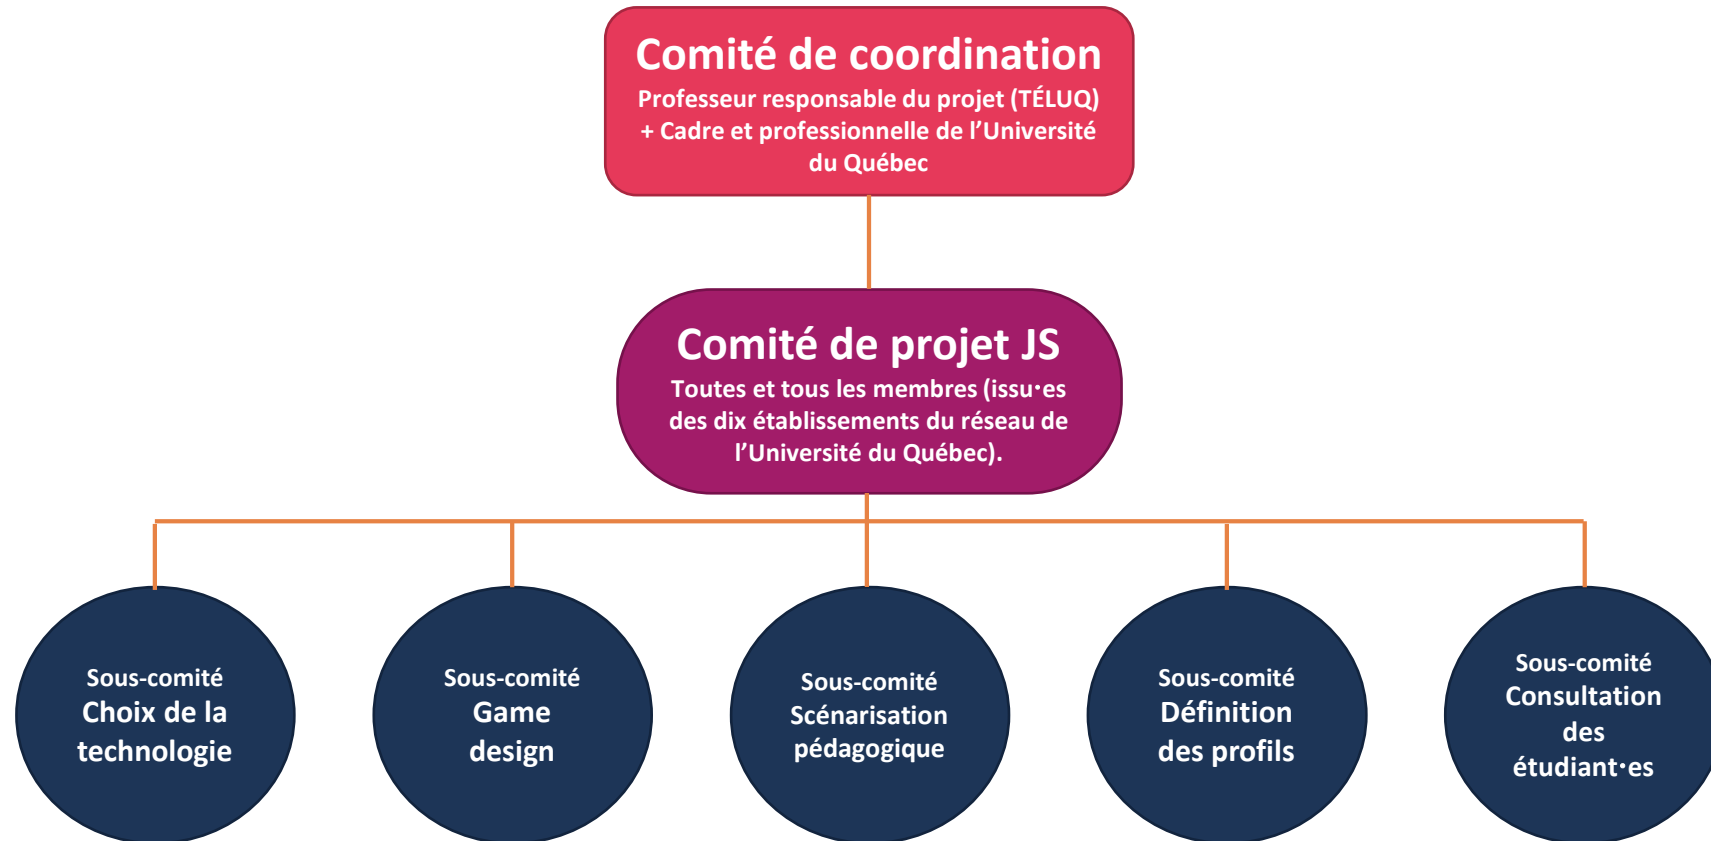 Comité de coordination
Professeur responsable du projet (TÉLUQ)
+ Cadre et professionnelle de l’Université
du Québec
Comité de projet JS
Toutes et tous les membres (issu·es
des dix établissements du réseau de
l’Université du Québec).
Sous-comité
Choix de la
technologie
Sous-comité
Game
design
Sous-comité
Scénarisation
pédagogique
Sous-comité
Définition
des profils
Sous-comité
Consultation
des
étudiant·es